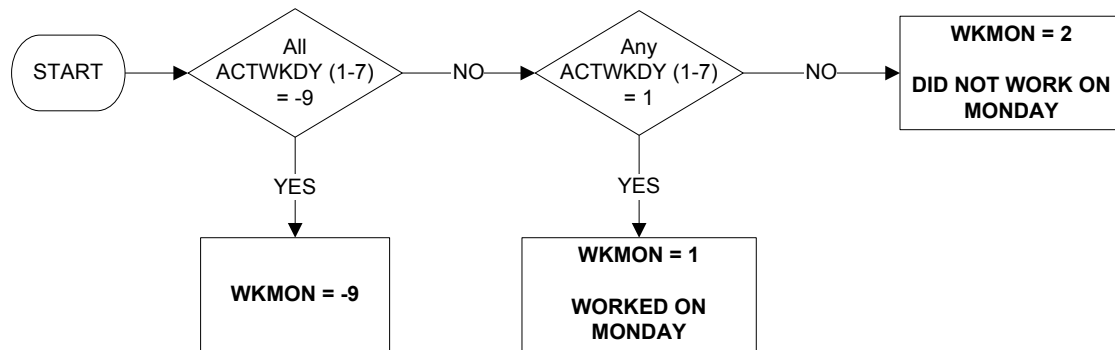 START
All
ACTWKDY (1-7)
= -9
NO
Any
ACTWKDY (1-7)
= 1
NO
WKMON = 2
DID NOT WORK ON
MONDAY
YES
YES
WKMON = -9
WKMON = 1
WORKED ON
MONDAY